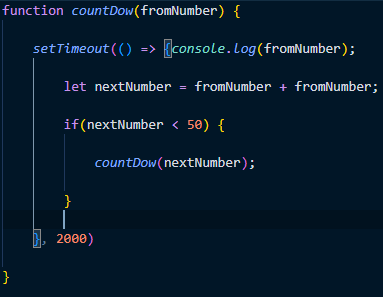 function countDow(fromNumber) {
setTimeout(() => {console.log(fromNumber);
let nextNumber = fromNumber + fromNumber;
if(nextNumber < 50) {
countDow(nextNumber);
}
}, 2000)
}